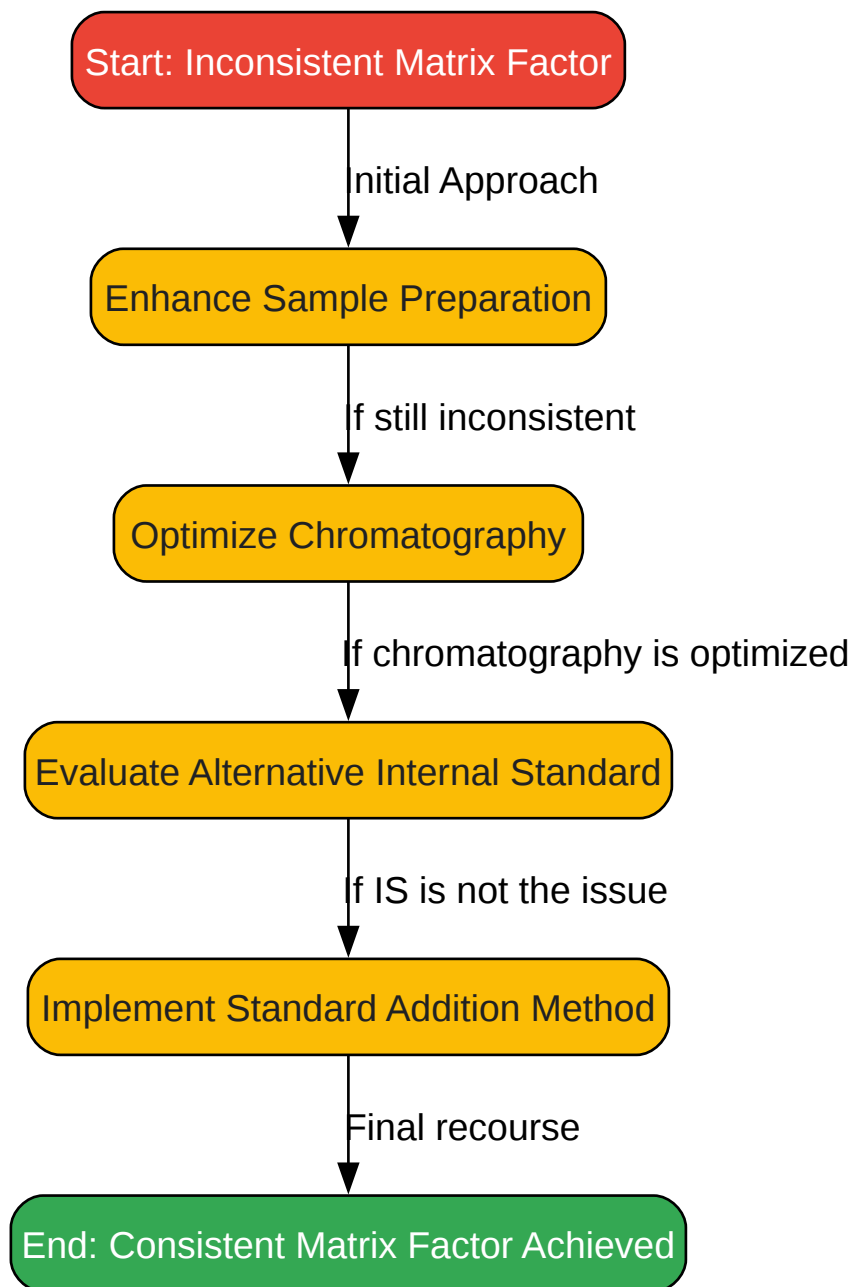 Start: Inconsistent Matrix Factor
Initial Approach
Enhance Sample Preparation
If still inconsistent
Optimize Chromatography
If chromatography is optimized
Evaluate Alternative Internal Standard
If IS is not the issue
Implement Standard Addition Method
Final recourse
End: Consistent Matrix Factor Achieved